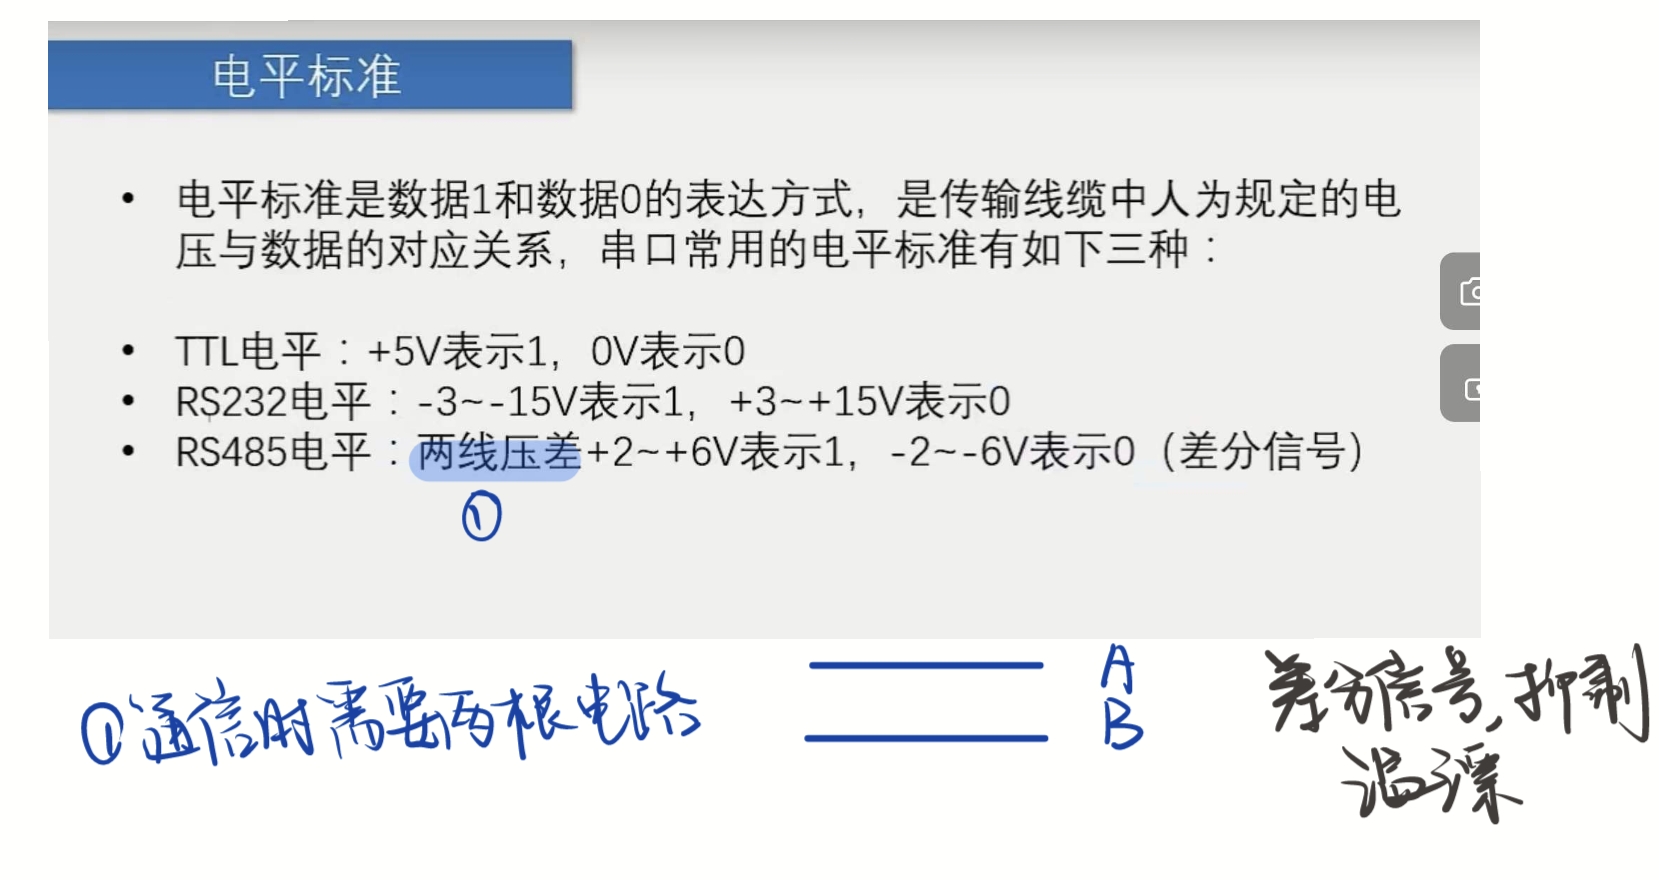 电平标准
• 电平标准是数据1和数据0的表达方式，是传输线缆中人为规定的电
压与数据的对应关系，串口常用的电平标准有如下三种：
• TTL电平：+5V表示1，0V表示0
• RS232电平：-3~-15V表示1，+3~+15V表示0
• RS485电平：两线压差+2~+6V表示1，-2~-6V表示0（差分信号）
①
①通信时需要两根电路
A
B
差分信号,抑制
温漂